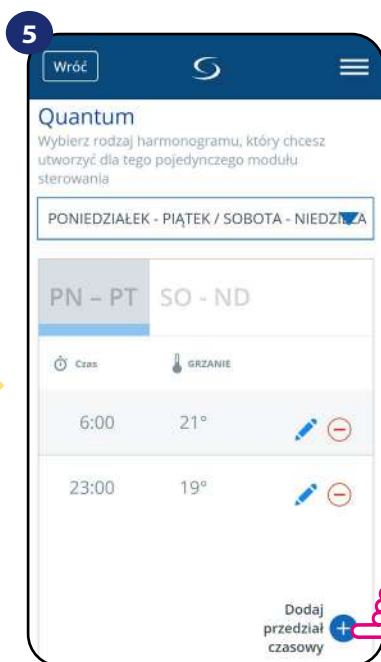 5
Wróć
Quantum
Wybierz rodzaj harmonogramu, który chcesz
utworzyć dla tego pojedynczego modułu
sterowania
PONIEDZIAŁEK - PIĄTEK / SOBOTA - NIEDZIELA
PN – PT SO - ND
Czas GRZANIE
6:00 21°
23:00 19°
Dodaj
przedział
czasowy